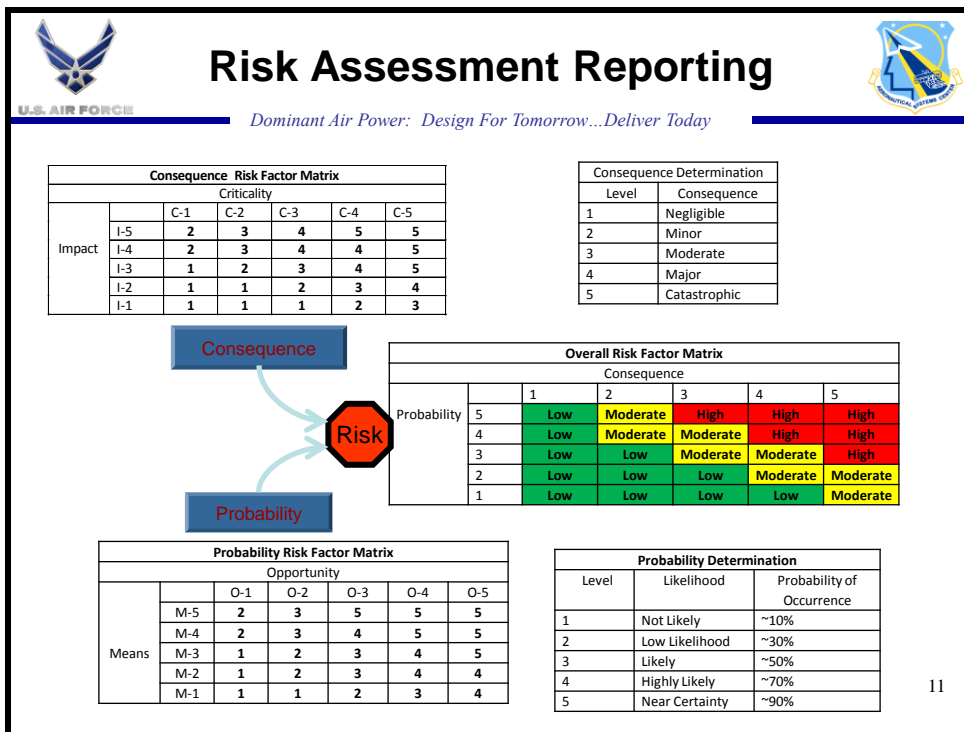 Risk Assessment Reporting
U.S. AIR FORCE
AERONAUTICAL SYSTEMS CENTER
Dominant Air Power: Design For Tomorrow...Deliver Today
Consequence Risk Factor Matrix
Criticality
C-1 C-2 C-3 C-4 C-5
Impact
I-5 2 3 4 5 5
I-4 2 3 4 4 5
I-3 1 2 3 4 5
I-2 1 1 2 3 4
I-1 1 1 1 2 3
Consequence Determination
Level Consequence
1 Negligible
2 Minor
3 Moderate
4 Major
5 Catastrophic
Consequence
Risk
Probability
Overall Risk Factor Matrix
Consequence
1 2 3 4 5
Probability
5 Low Moderate High High High
4 Low Moderate Moderate High High
3 Low Low Moderate Moderate High
2 Low Low Low Moderate Moderate
1 Low Low Low Low Moderate
Probability Risk Factor Matrix
Opportunity
O-1 O-2 O-3 O-4 O-5
Means
M-5 2 3 5 5 5
M-4 2 3 4 5 5
M-3 1 2 3 4 5
M-2 1 2 3 4 4
M-1 1 1 2 3 4
Probability Determination
Level Likelihood Probability of
Occurrence
1 Not Likely ~10%
2 Low Likelihood ~30%
3 Likely ~50%
4 Highly Likely ~70%
5 Near Certainty ~90%
11